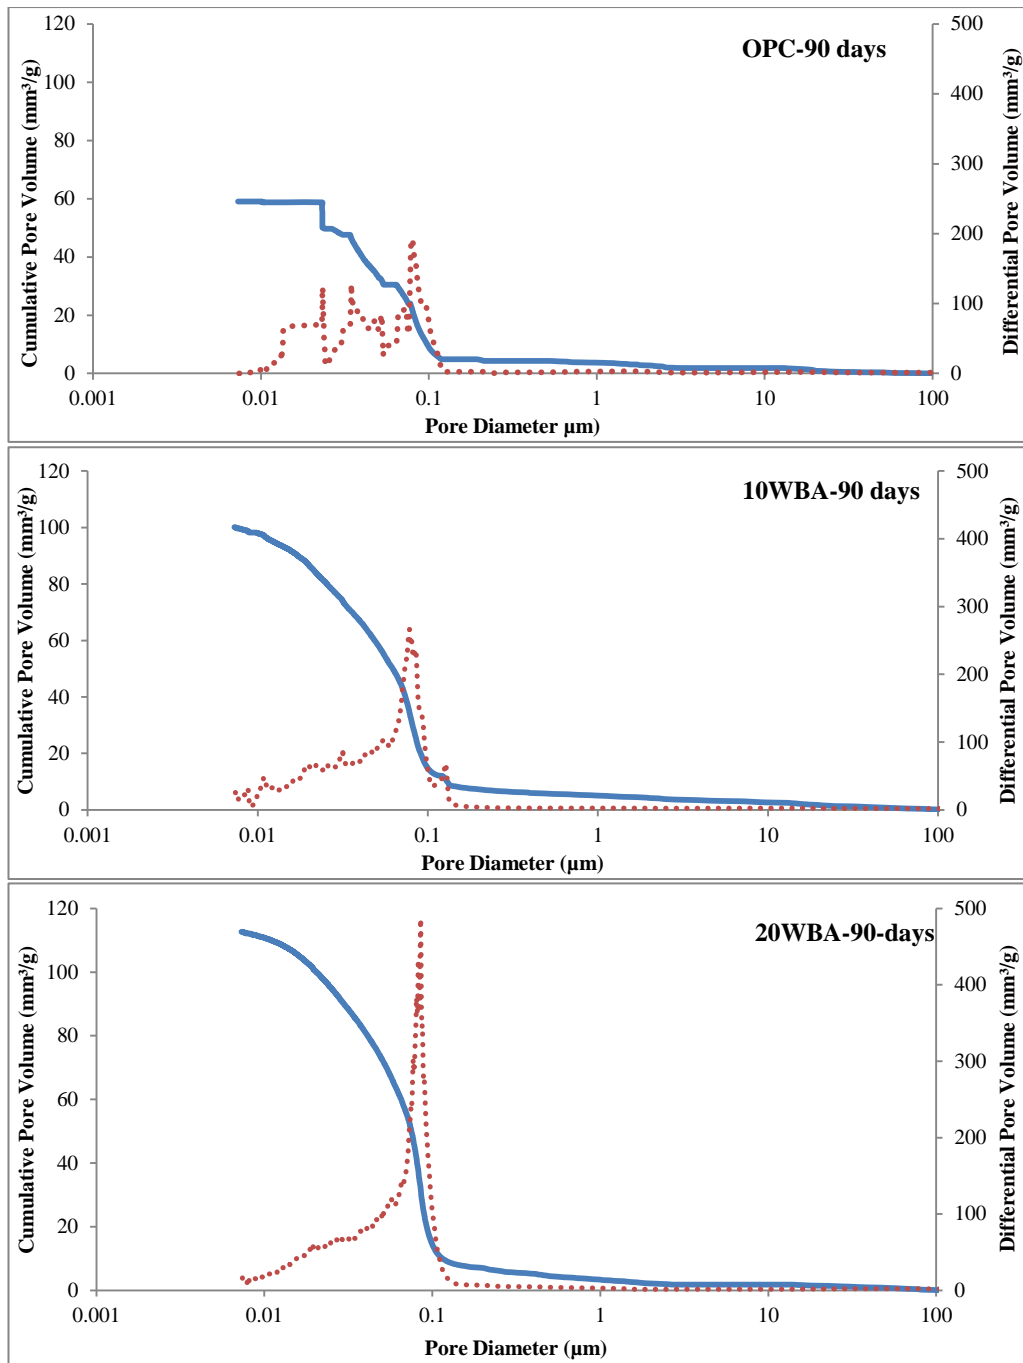 OPC-90 days
Cumulative Pore Volume (mm³/g)
120
100
80
60
40
20
0
Differential Pore Volume (mm³/g)
500
400
300
200
100
0
0.001 0.01 0.1 1 10 100
Pore Diameter µm)
10WBA-90 days
Cumulative Pore Volume (mm³/g)
120
100
80
60
40
20
0
Differential Pore Volume (mm³/g)
500
400
300
200
100
0
0.001 0.01 0.1 1 10 100
Pore Diameter (µm)
20WBA-90-days
Cumulative Pore Volume (mm³/g)
120
100
80
60
40
20
0
Differential Pore Volume (mm³/g)
500
400
300
200
100
0
0.001 0.01 0.1 1 10 100
Pore Diameter (µm)